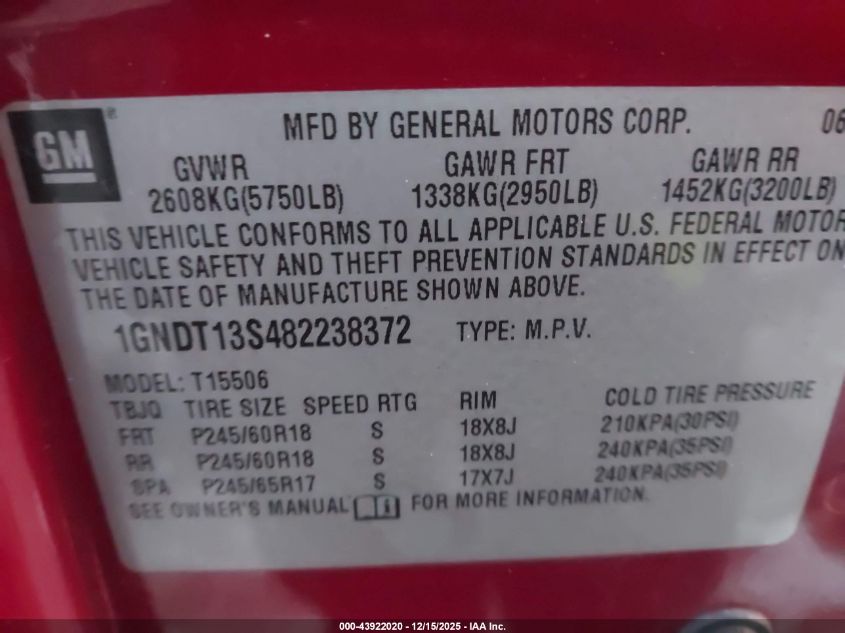 GM®
MFD BY GENERAL MOTORS CORP. 06
GVWR GAWR FRT GAWR RR
2608KG(5750LB) 1338KG(2950LB) 1452KG(3200LB)
THIS VEHICLE CONFORMS TO ALL APPLICABLE U.S. FEDERAL MOTOR
VEHICLE SAFETY AND THEFT PREVENTION STANDARDS IN EFFECT ON
THE DATE OF MANUFACTURE SHOWN ABOVE.
1GNDT13S482238372 TYPE: M.P.V.
MODEL: T15506
TBJQ TIRE SIZE SPEED RTG RIM COLD TIRE PRESSURE
FRT P245/60R18 S 18X8J 210KPA(30PSI)
RR P245/60R18 S 18X8J 240KPA(35PSI)
SPA P245/65R17 S 17X7J 240KPA(35PSI)
SEE OWNER'S MANUAL i FOR MORE INFORMATION.
000-43922020 - 12/15/2025 - IAA Inc.